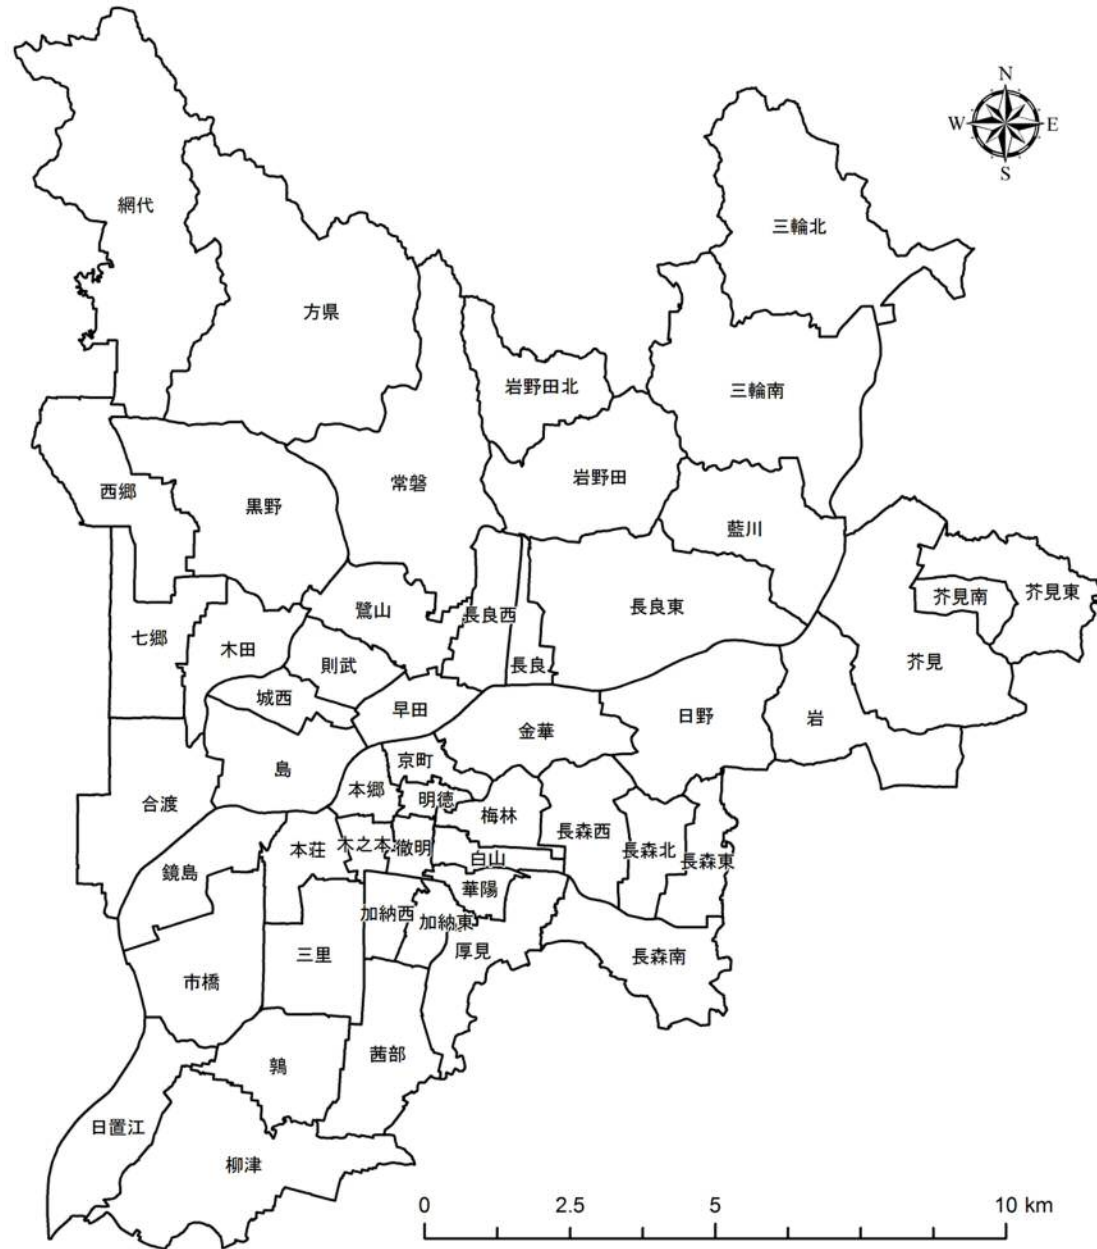 N
W
E
S
網代
三輪北
方県
岩野田北
三輪南
西郷
黒野
常磐
岩野田
藍川
七郷
木田
鷺山
長良西
長良
長良東
芥見南
芥見東
則武
城西
早田
金華
日野
岩
芥見
島
京町
合渡
本郷
明徳
梅林
鏡島
本荘
木之本
徹明
白山
長森西
長森北
長森東
華陽
加納西
加納東
三里
厚見
長森南
市橋
鶉
茜部
日置江
柳津
0
2.5
5
10 km